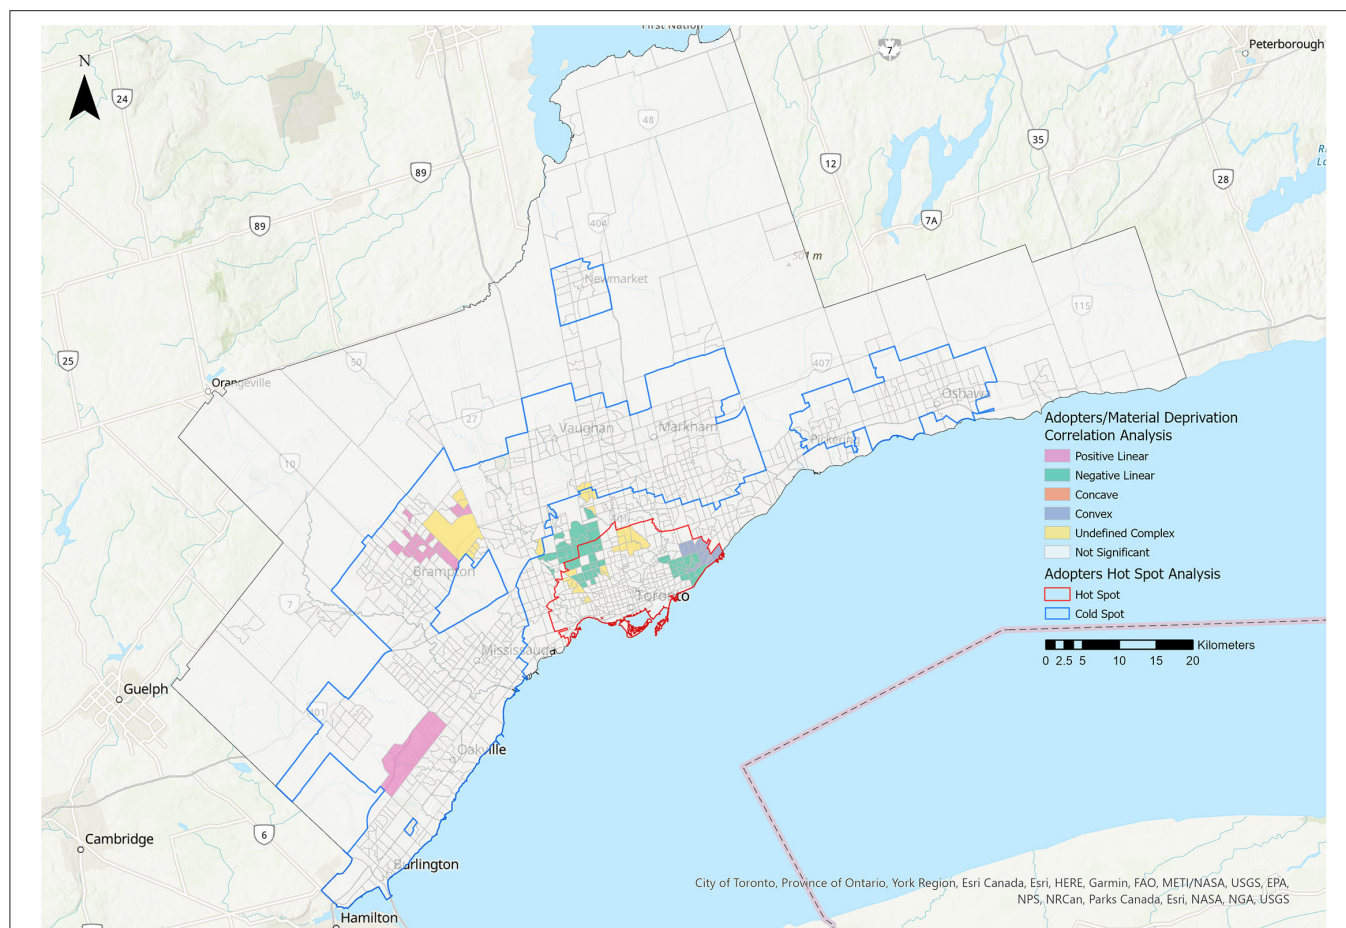 First Nation
N
Peterborough
7
24
48
35
89
12
28
7A
89
404
501 m
Newmarket
115
25
50
407
Orangeville
27
Oshawa
Vaughan
Markham
Pickering
10
401
Brampton
7
Toronto
Mississauga
Guelph
401
Oakville
Cambridge
6
Burlington
Hamilton
Adopters/Material Deprivation
Correlation Analysis
Positive Linear
Negative Linear
Concave
Convex
Undefined Complex
Not Significant
Adopters Hot Spot Analysis
Hot Spot
Cold Spot
Kilometers
0 2.5 5 10 15 20
City of Toronto, Province of Ontario, York Region, Esri Canada, Esri, HERE, Garmin, FAO, METI/NASA, USGS, EPA,
NPS, NRCan, Parks Canada, Esri, NASA, NGA, USGS